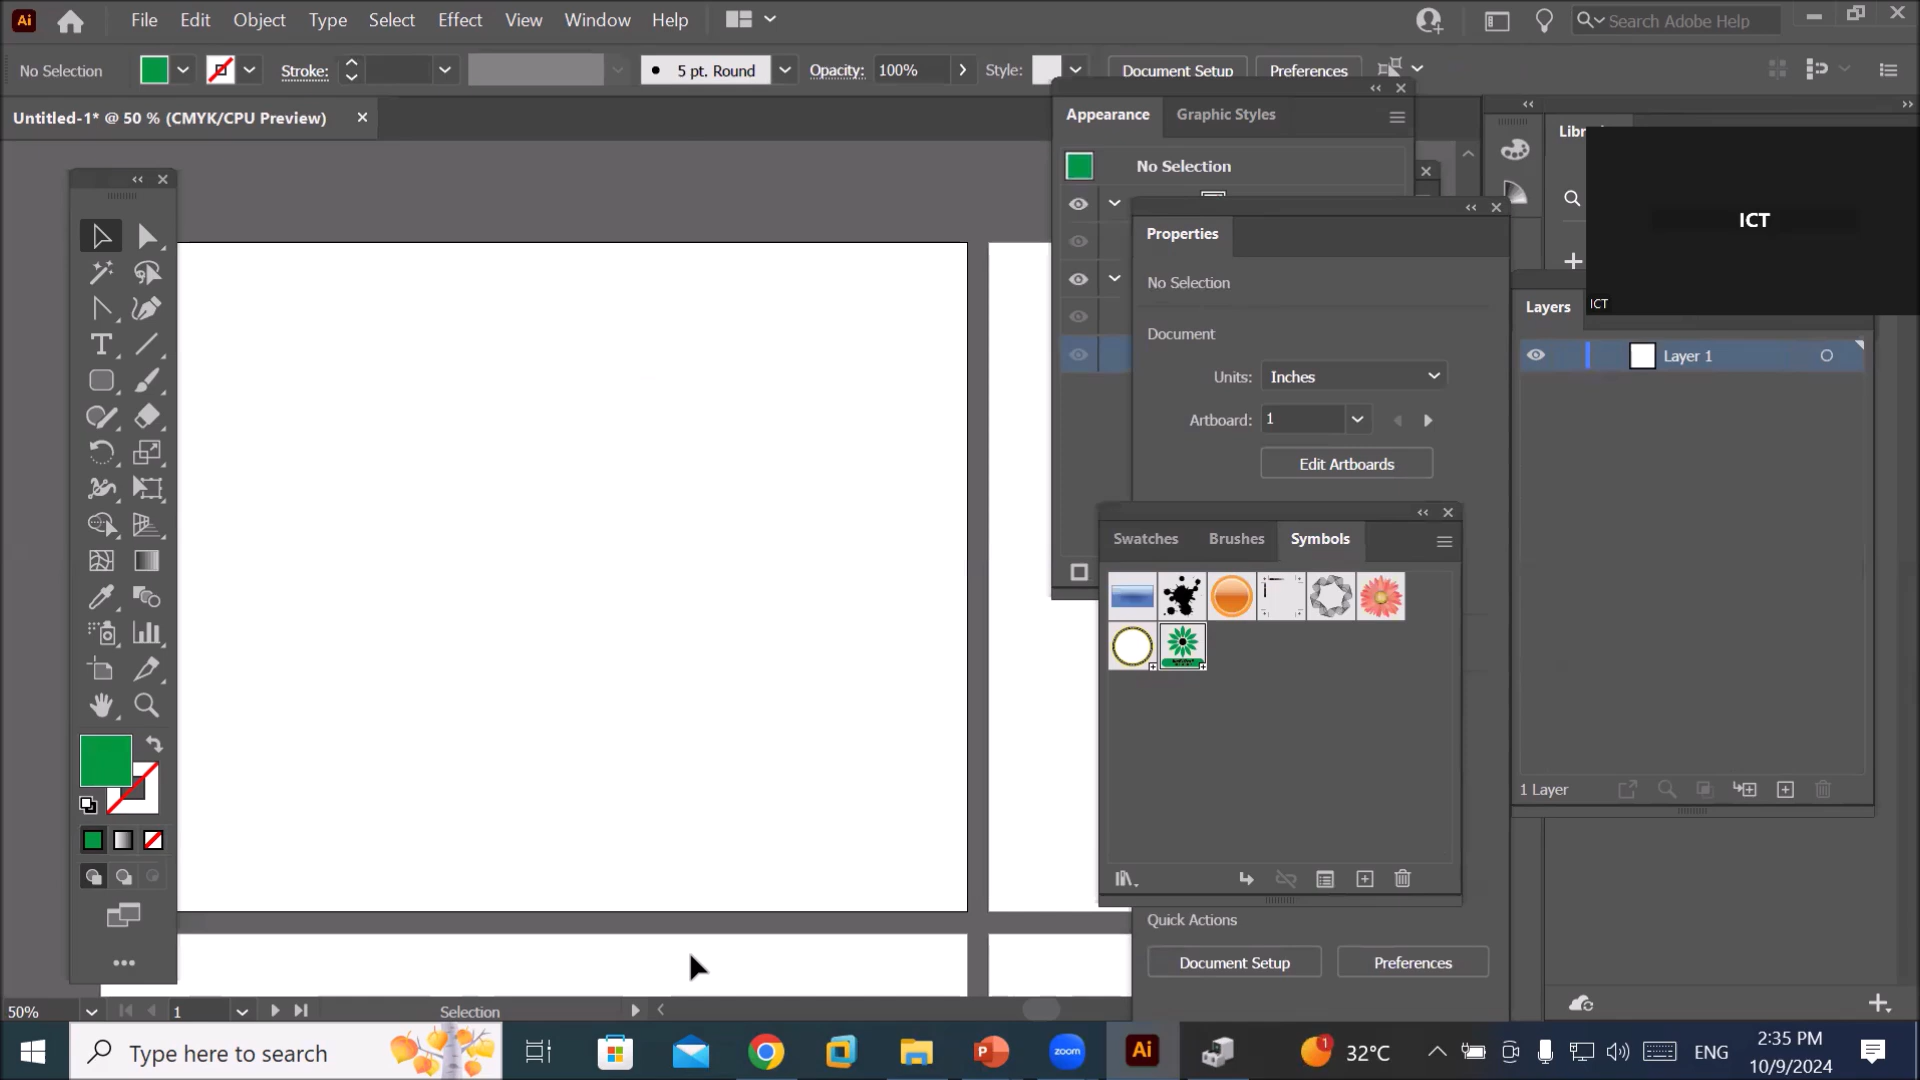 Ai File Edit Object Type Select Effect View Window Help Search Adobe Help
No Selection Stroke: 5 pt. Round Opacity: 100% Style: Document Setup Preferences
Untitled-1* @ 50 % (CMYK/CPU Preview)
Appearance Graphic Styles
No Selection
Properties
No Selection
Document
Units: Inches
Artboard: 1
Edit Artboards
Swatches Brushes Symbols
Quick Actions
Document Setup Preferences
ICT
ICT
Layers
Layer 1
1 Layer
50% 1 Selection
Type here to search zoom Ai 1 32°C ENG 2:35 PM
10/9/2024